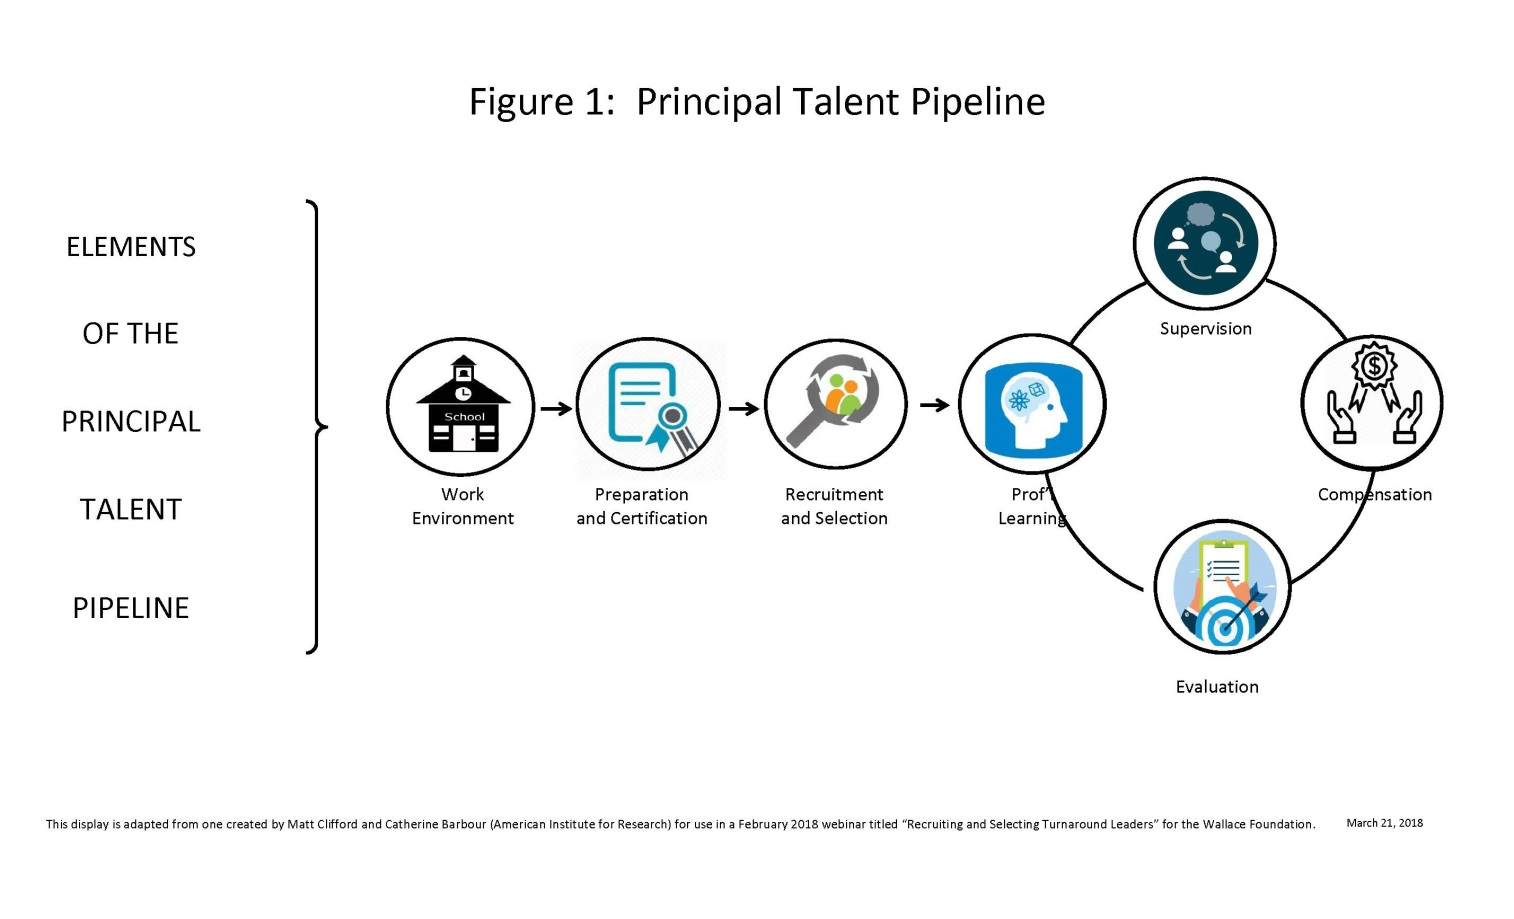 Figure 1:  Principal Talent Pipeline
ELEMENTS
OF THE
PRINCIPAL
TALENT
PIPELINE
School
Work
Environment
Preparation
and Certification
Recruitment
and Selection
Prof’l
Learning
Supervision
$
Compensation
Evaluation
This display is adapted from one created by Matt Clifford and Catherine Barbour (American Institute for Research) for use in a February 2018 webinar titled “Recruiting and Selecting Turnaround Leaders” for the Wallace Foundation.
March 21, 2018